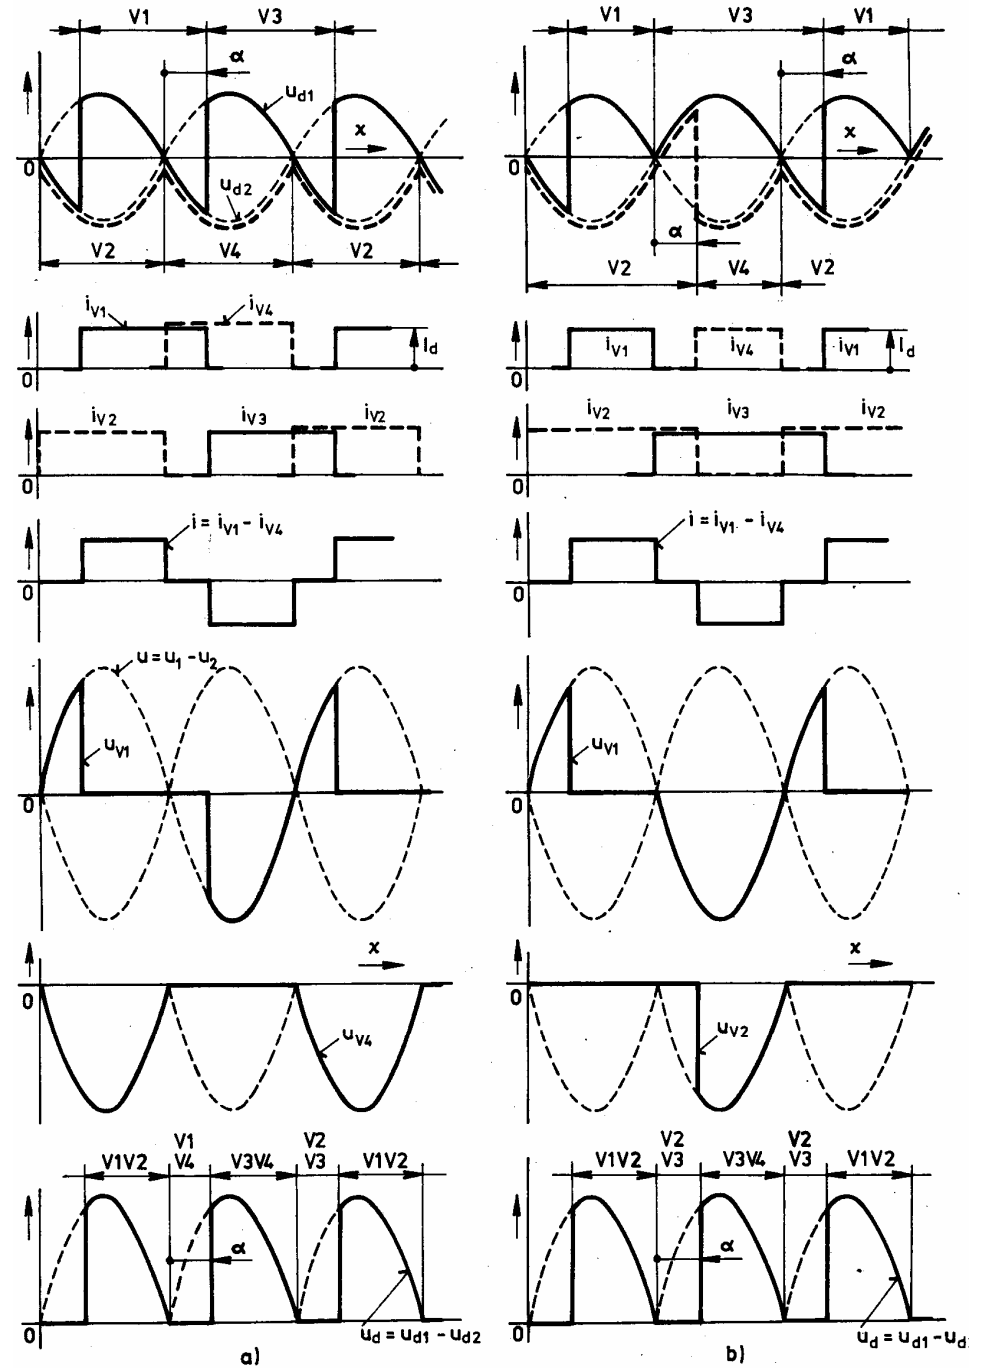 V1 V3
α
u_d1
x
0
u_d2
V2 V4 V2
i_V1 i_V4
I_d
0
i_V2 i_V3 i_V2
0
i = i_V1 - i_V4
0
u = u_1 - u_2
u_V1
0
x
0
u_V4
V1 V2
V1V2 V4 V3V4 V3 V1V2
α
0
u_d = u_d1 - u_d2
a)
V1 V3 V1
α
x
0
α
V2 V4 V2
i_V1 i_V4 i_V1
I_d
0
i_V2 i_V3 i_V2
0
i = i_V1 - i_V4
0
u_V1
0
x
0
u_V2
V2 V2
V1V2 V3 V3V4 V3 V1V2
α
0
u_d = u_d1 - u_d
b)